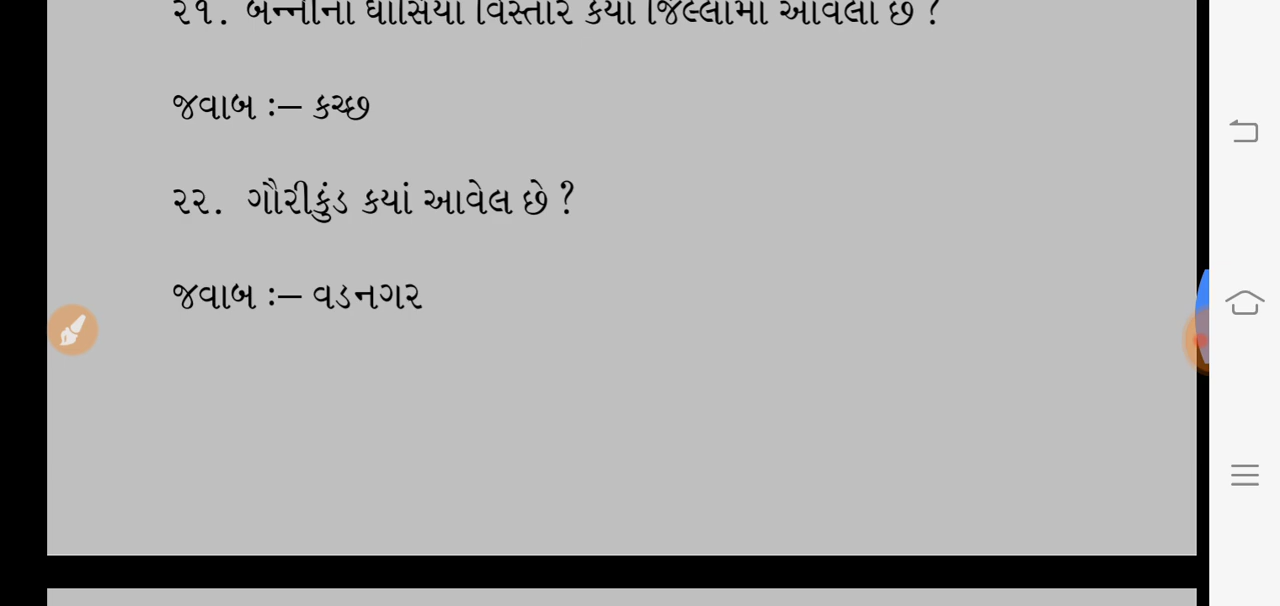 ૨૧. બન્નીનો ઘાસિયો વિસ્તાર કયા જિલ્લામાં આવેલો છે ?
જવાબ :– કચ્છ
૨૨. ગૌરીકુંડ કયાં આવેલ છે ?
જવાબ :– વડનગર